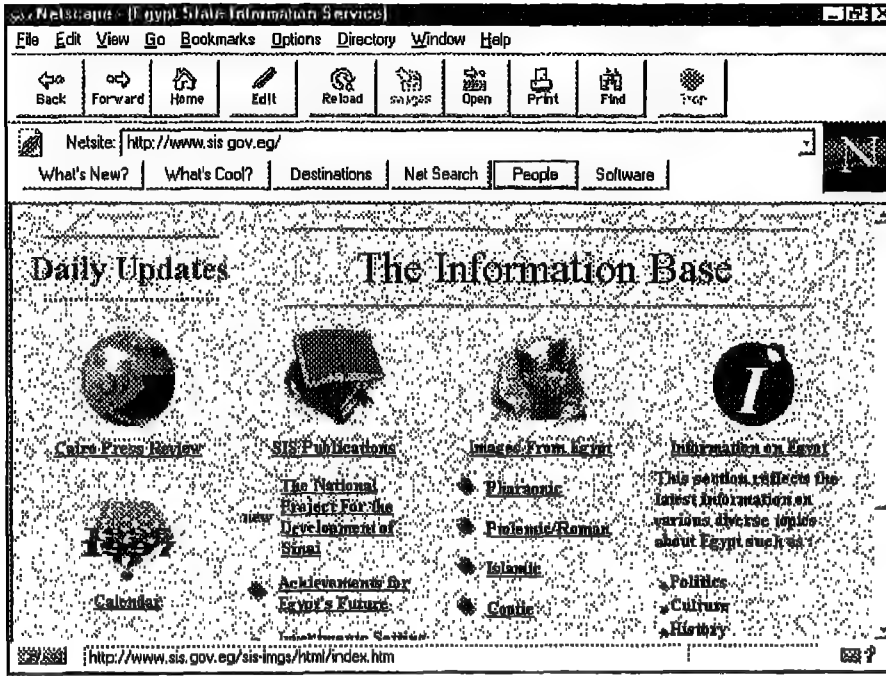 Netscape - [Egypt State Information Service]
File Edit View Go Bookmarks Options Directory Window Help
Back Forward Home Edit Reload Images Open Print Find Stop
Netsite: http://www.sis.gov.eg/
N
What's New? What's Cool? Destinations Net Search People Software
Daily Updates
The Information Base
I
Cairo Press Review
SIS Publications
Images From Egypt
Information on Egypt
1997
Calendar
new
The National
Project For the
Development of
Sinai
Achievements for
Egypt's Future
Pharaonic
Ptolemic/Roman
Islamic
Coptic
This section reflects the
latest information on
various diverse topics
about Egypt such as :
Politics
Culture
History
http://www.sis.gov.eg/sis-imgs/html/index.htm